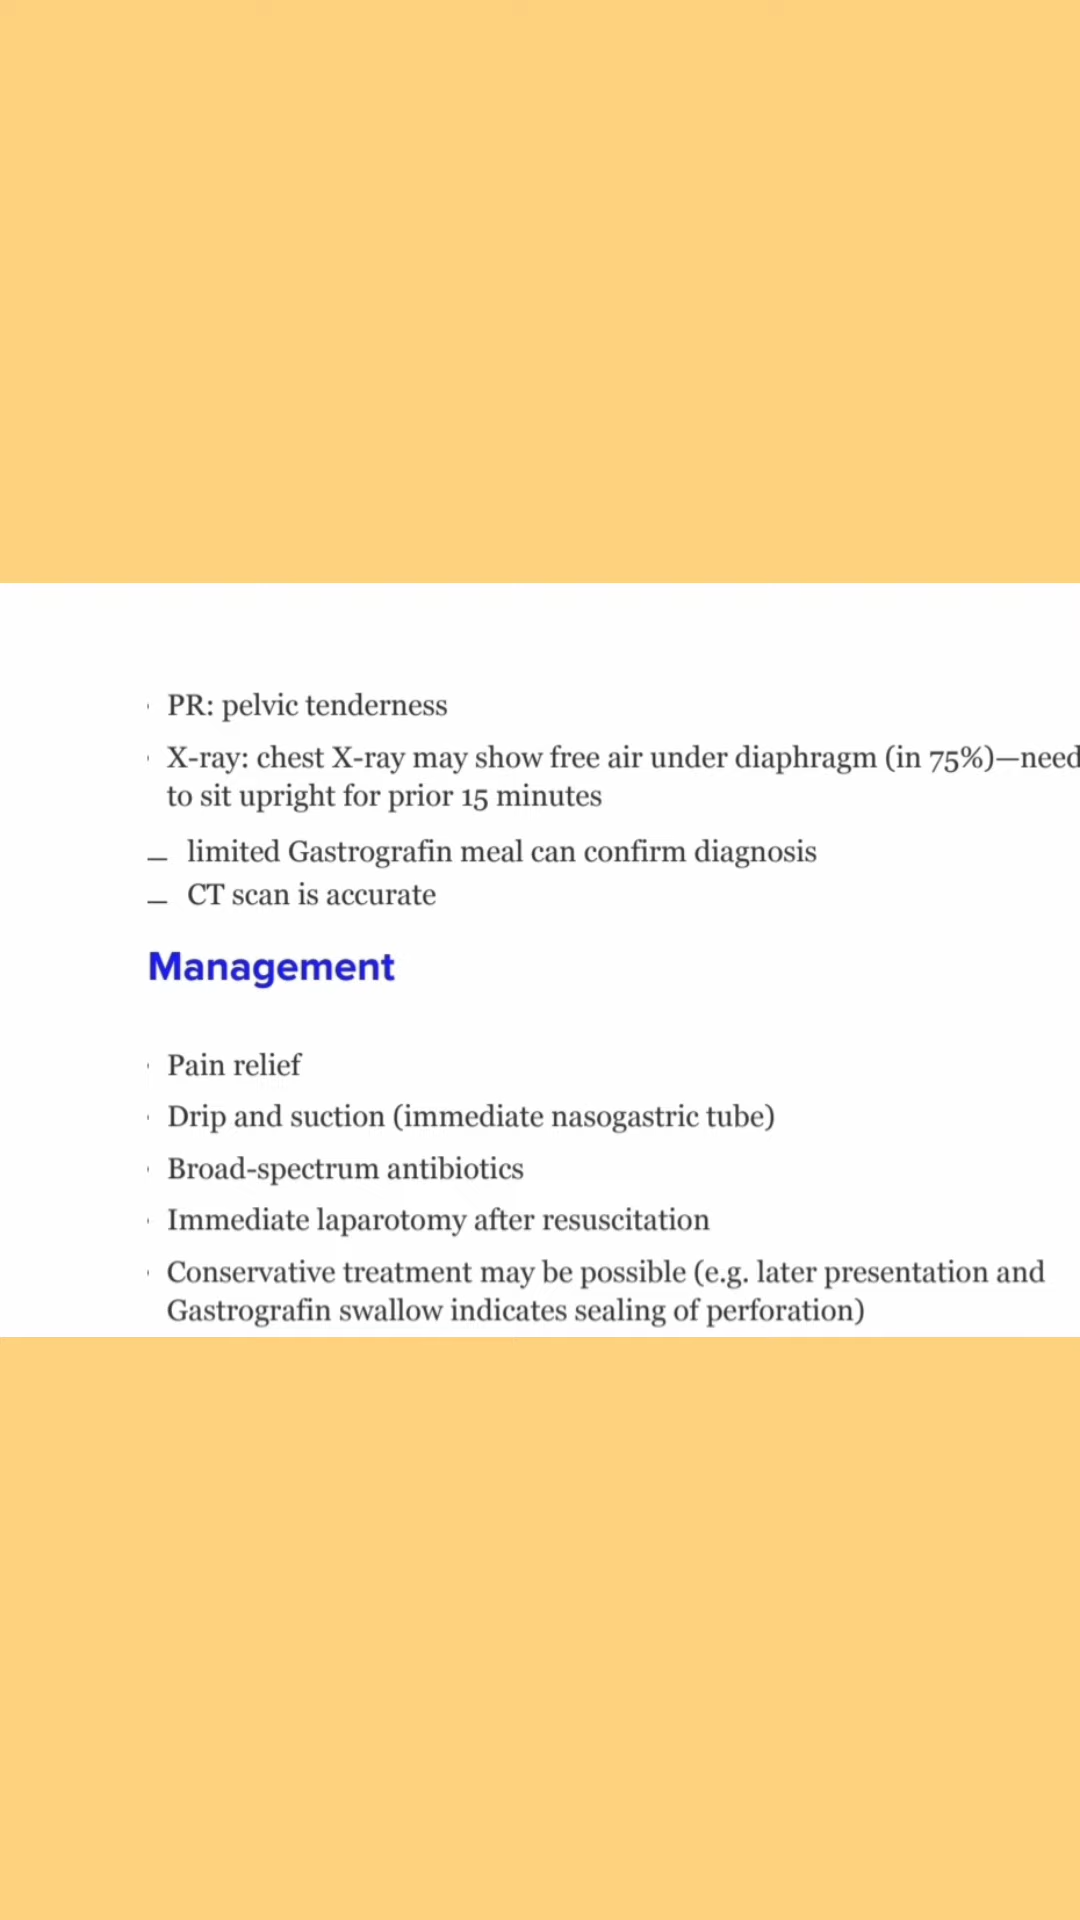 · PR: pelvic tenderness
· X-ray: chest X-ray may show free air under diaphragm (in 75%)—need
to sit upright for prior 15 minutes
— limited Gastrografin meal can confirm diagnosis
— CT scan is accurate
Management
· Pain relief
· Drip and suction (immediate nasogastric tube)
· Broad-spectrum antibiotics
· Immediate laparotomy after resuscitation
· Conservative treatment may be possible (e.g. later presentation and
Gastrografin swallow indicates sealing of perforation)